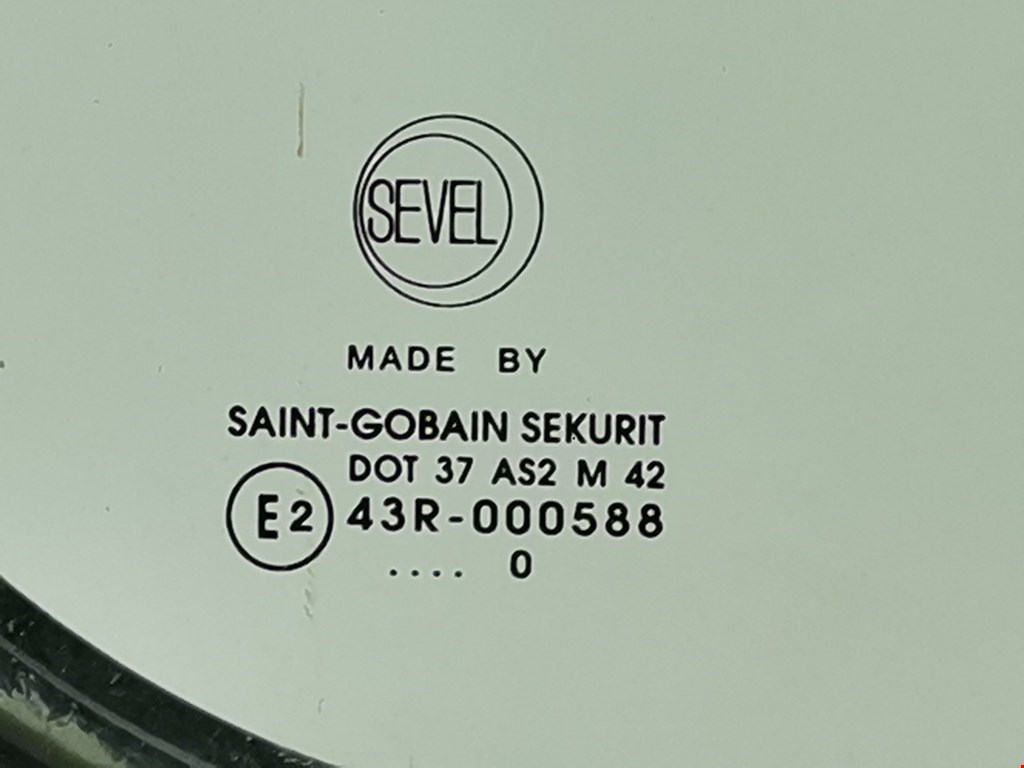 SEVEL
MADE BY
SAINT-GOBAIN SEKURIT
DOT 37 AS2 M 42
E2 43R-000588
.... 0